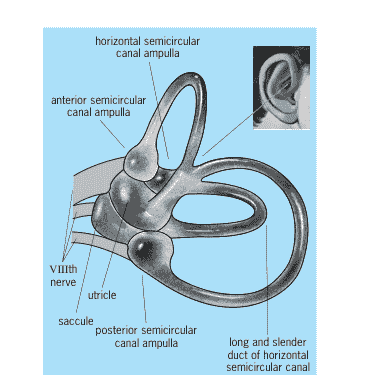 horizontal semicircular
canal ampulla
anterior semicircular
canal ampulla
VIIIth
nerve
utricle
saccule
posterior semicircular
canal ampulla
long and slender
duct of horizontal
semicircular canal